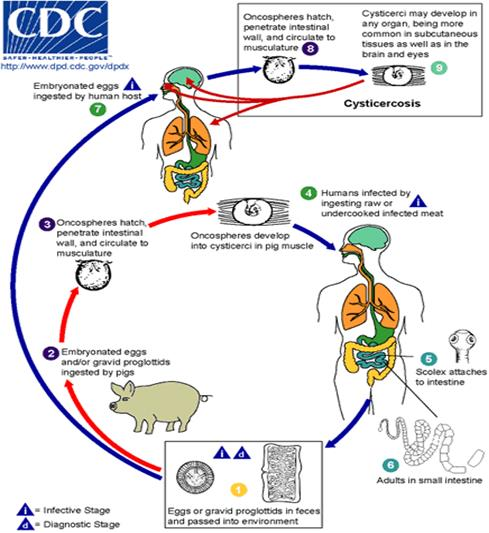 CDC
SAFER·HEALTHIER·PEOPLE™
http://www.dpd.cdc.gov/dpdx
Oncospheres hatch,
penetrate intestinal
wall, and circulate to
musculature 8
Cysticerci may develop in
any organ, being more
common in subcutaneous
tissues as well as in the
brain and eyes
9
Cysticercosis
Embryonated eggs i
ingested by human host
7
3 Oncospheres hatch,
penetrate intestinal
wall, and circulate to
musculature
Oncospheres develop
into cysticerci in pig muscle
4 Humans infected by
ingesting raw or
undercooked infected meat
i
2 Embryonated eggs
and/or gravid proglottids
ingested by pigs
5
Scolex attaches
to intestine
6
Adults in small intestine
i d
1
Eggs or gravid proglottids in feces
and passed into environment
i = Infective Stage
d = Diagnostic Stage